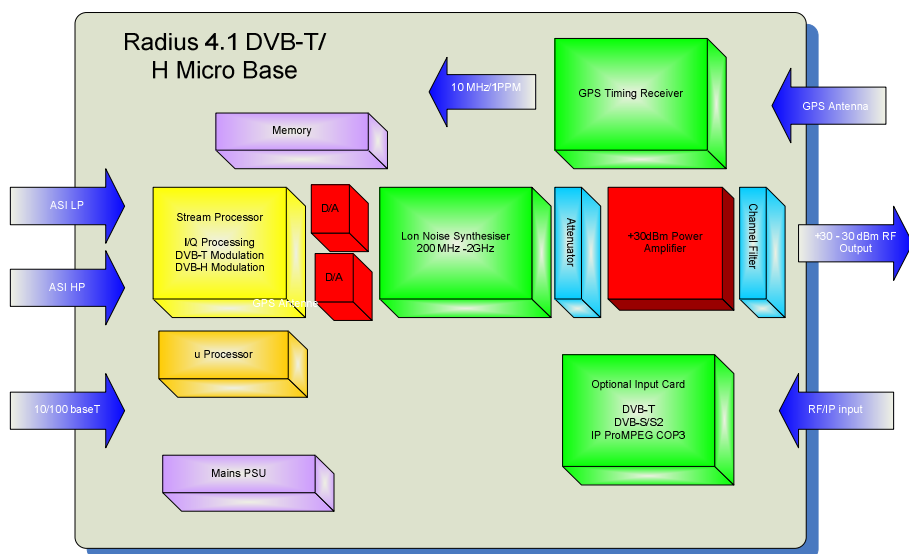 Radius 4.1 DVB-T/
H Micro Base
10 MHz/1PPM
GPS Timing Receiver
GPS Antenna
Memory
ASI LP
Stream Processor
I/Q Processing
DVB-T Modulation
DVB-H Modulation
D/A
D/A
Lon Noise Synthesiser
200 MHz -2GHz
Attenuator
+30dBm Power
Amplifier
Channel Filter
+30 - 30 dBm RF
Output
ASI HP
GPS Antenna
u Processor
10/100 baseT
Optional Input Card
DVB-T
DVB-S/S2
IP ProMPEG COP3
RF/IP input
Mains PSU